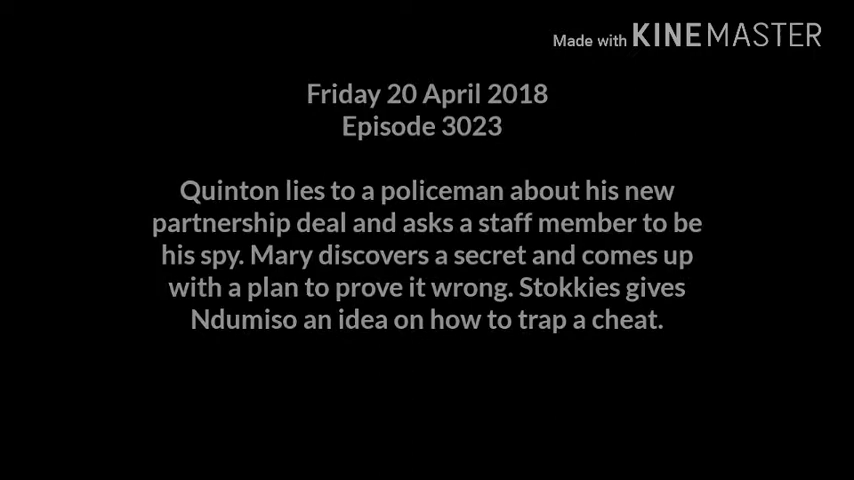 Made with KINEMASTER
Friday 20 April 2018
Episode 3023
Quinton lies to a policeman about his new
partnership deal and asks a staff member to be
his spy. Mary discovers a secret and comes up
with a plan to prove it wrong. Stokkies gives
Ndumiso an idea on how to trap a cheat.